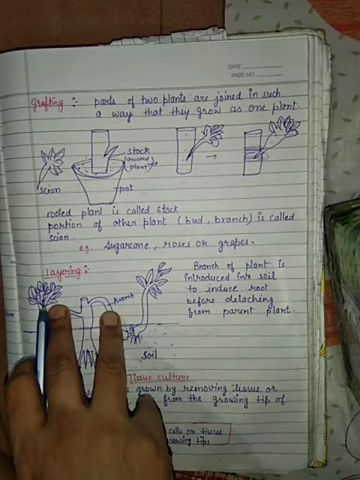 DATE:
PAGE NO.:
Grafting:- parts of two plants are joined in such
a way that they grow as one plant
stock
(rooted
plant)
scion
pot
rooted plant is called stock
portion of other plant (bud, branch) is called
scion.
eg. Sugarcane, roses or grapes.
Layering:-
Branch of plant is
introduced into soil
to induce root
before detaching
from parent plant
Branch
Soil
Tissue culture
grown by removing tissue or
from the growing tip of
cells or tissue
growing tips